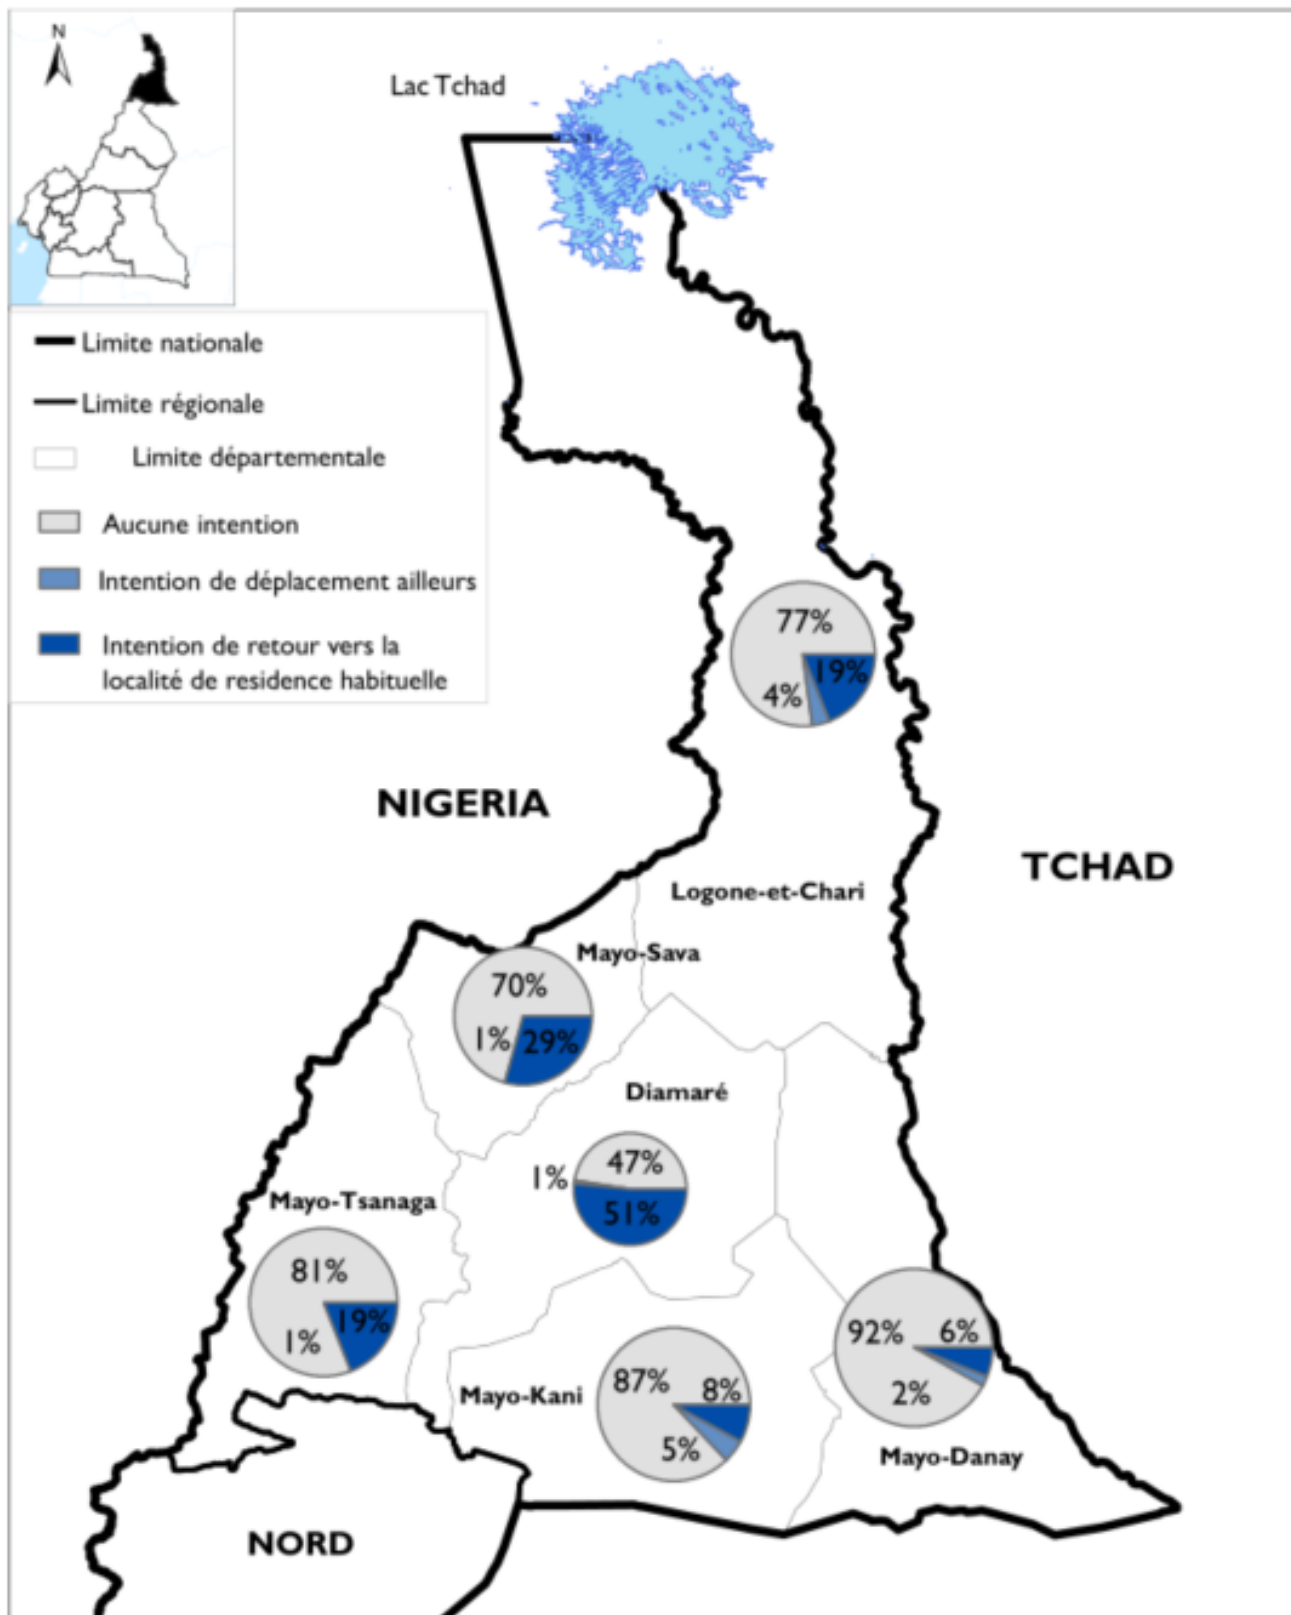 N
Lac Tchad
Limite nationale
Limite régionale
Limite départementale
Aucune intention
Intention de déplacement ailleurs
Intention de retour vers la
localité de residence habituelle
77%
19%
4%
NIGERIA
TCHAD
Logone-et-Chari
Mayo-Sava
70%
1%
29%
Diamaré
47%
1%
51%
Mayo-Tsanaga
81%
19%
1%
92%
6%
2%
87%
8%
Mayo-Kani
5%
Mayo-Danay
NORD